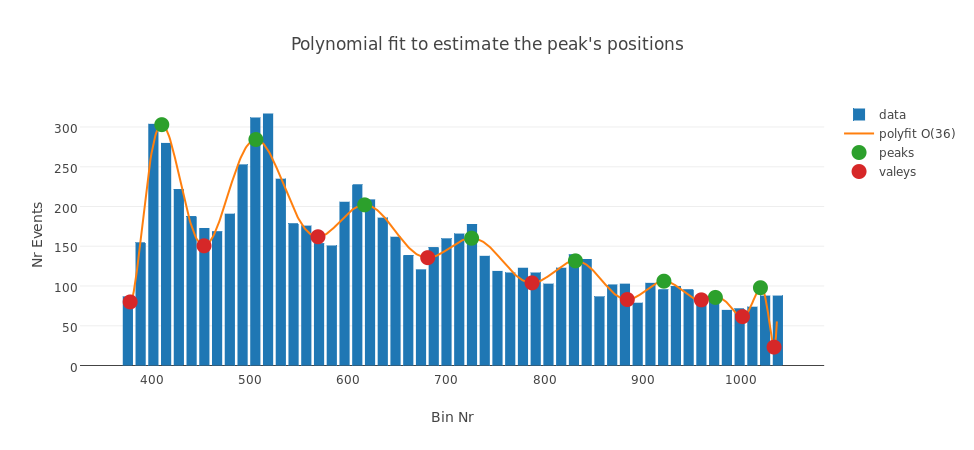 Polynomial fit to estimate the peak's positions
data
polyfit O(36)
peaks
valeys
Nr Events
300
250
200
150
100
50
0
400 500 600 700 800 900 1000
Bin Nr